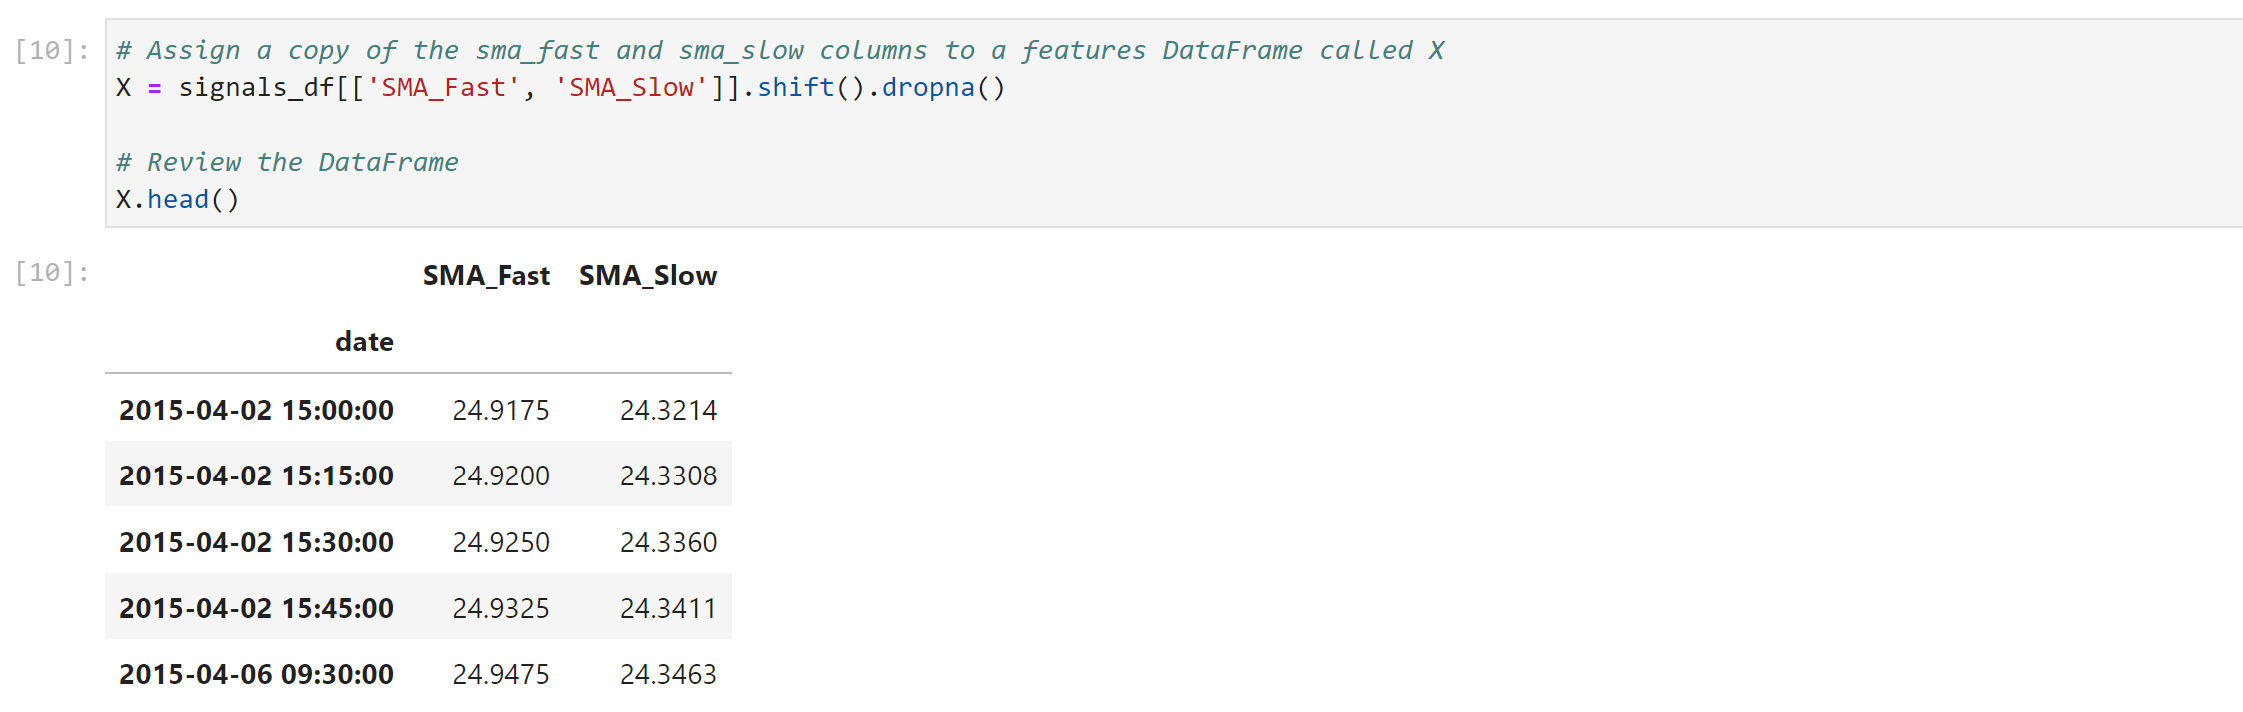 [10]: # Assign a copy of the sma_fast and sma_slow columns to a features DataFrame called X
X = signals_df[['SMA_Fast', 'SMA_Slow']].shift().dropna()
# Review the DataFrame
X.head()
[10]: SMA_Fast SMA_Slow
date
2015-04-02 15:00:00 24.9175 24.3214
2015-04-02 15:15:00 24.9200 24.3308
2015-04-02 15:30:00 24.9250 24.3360
2015-04-02 15:45:00 24.9325 24.3411
2015-04-06 09:30:00 24.9475 24.3463